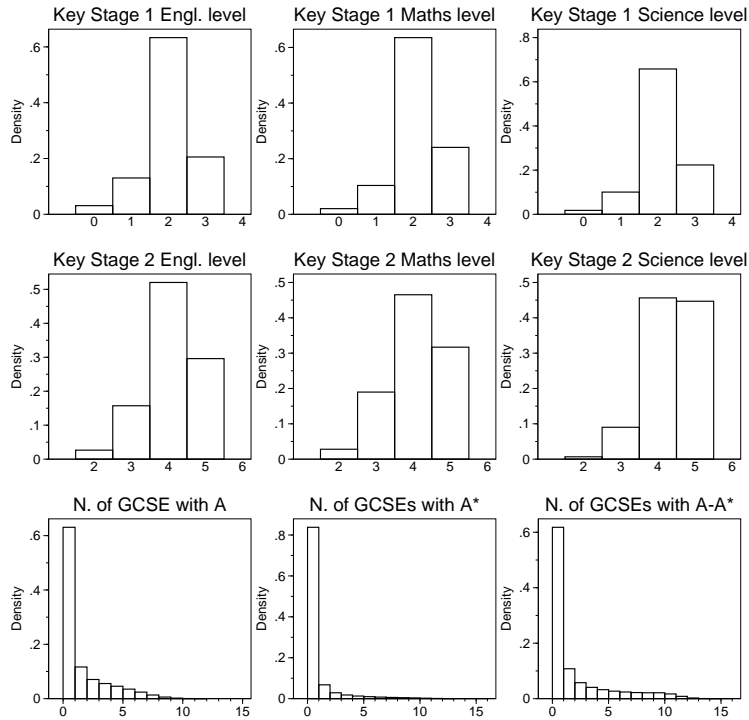 Key Stage 1 Engl. level
Density
0 .2 .4 .6
0 1 2 3 4
Key Stage 1 Maths level
Density
0 .2 .4 .6
0 1 2 3 4
Key Stage 1 Science level
Density
0 .2 .4 .6 .8
0 1 2 3 4
Key Stage 2 Engl. level
Density
0 .1 .2 .3 .4 .5
2 3 4 5 6
Key Stage 2 Maths level
Density
0 .1 .2 .3 .4 .5
2 3 4 5 6
Key Stage 2 Science level
Density
0 .1 .2 .3 .4 .5
2 3 4 5 6
N. of GCSE with A
Density
0 .2 .4 .6
0 5 10 15
N. of GCSEs with A*
Density
0 .2 .4 .6 .8
0 5 10 15
N. of GCSEs with A-A*
Density
0 .2 .4 .6
0 5 10 15